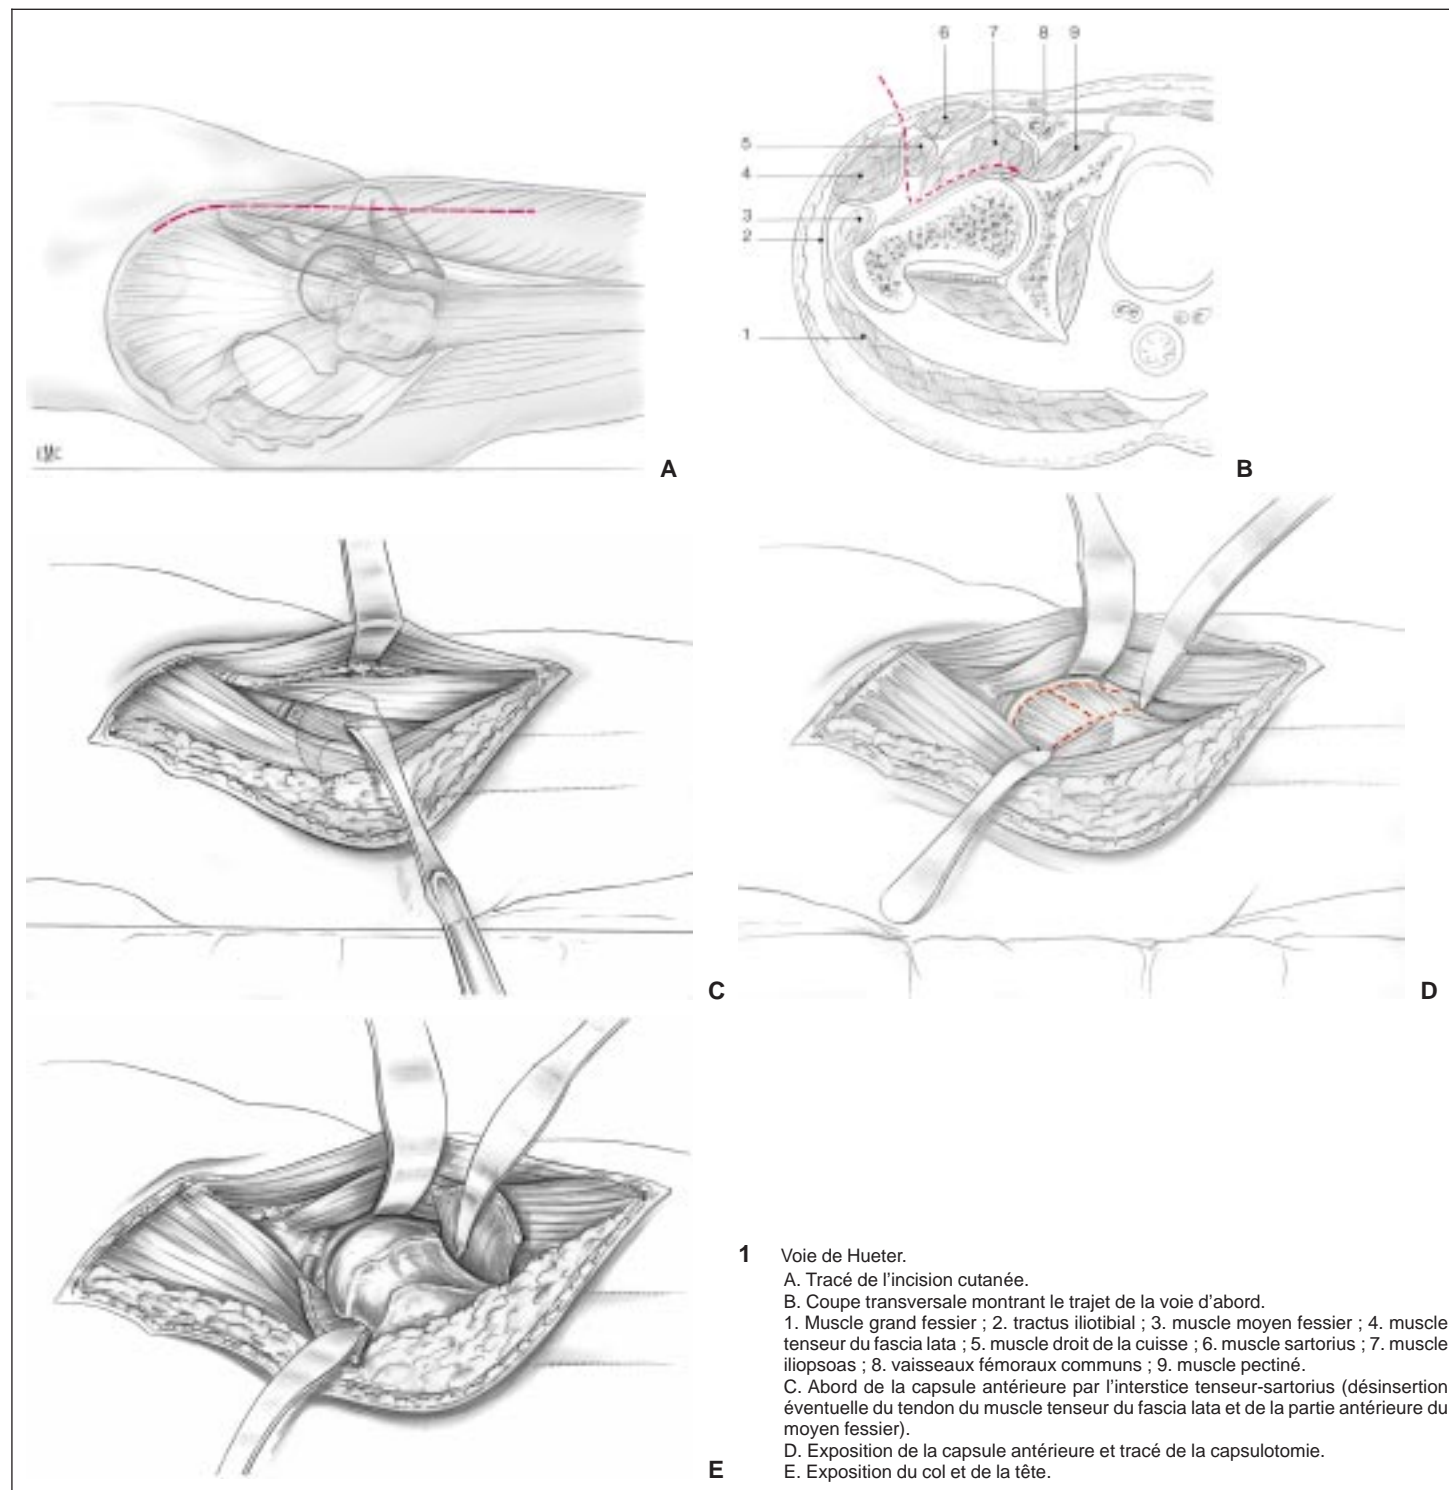 6 7 8 9
5
4
3
2
1
EMC
A
B
C
D
E
1 Voie de Hueter.
A. Tracé de l'incision cutanée.
B. Coupe transversale montrant le trajet de la voie d'abord.
1. Muscle grand fessier ; 2. tractus iliotibial ; 3. muscle moyen fessier ; 4. muscle
tenseur du fascia lata ; 5. muscle droit de la cuisse ; 6. muscle sartorius ; 7. muscle
iliopsoas ; 8. vaisseaux fémoraux communs ; 9. muscle pectiné.
C. Abord de la capsule antérieure par l'interstice tenseur-sartorius (désinsertion
éventuelle du tendon du muscle tenseur du fascia lata et de la partie antérieure du
moyen fessier).
D. Exposition de la capsule antérieure et tracé de la capsulotomie.
E. Exposition du col et de la tête.